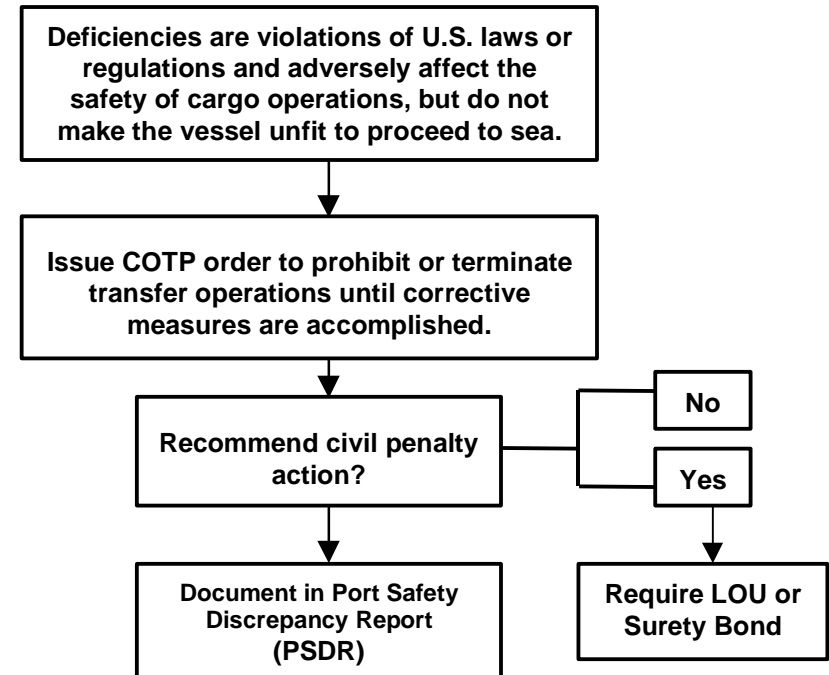 Deficiencies are violations of U.S. laws or
regulations and adversely affect the
safety of cargo operations, but do not
make the vessel unfit to proceed to sea.
Issue COTP order to prohibit or terminate
transfer operations until corrective
measures are accomplished.
Recommend civil penalty
action?
No
Yes
Document in Port Safety
Discrepancy Report
(PSDR)
Require LOU or
Surety Bond